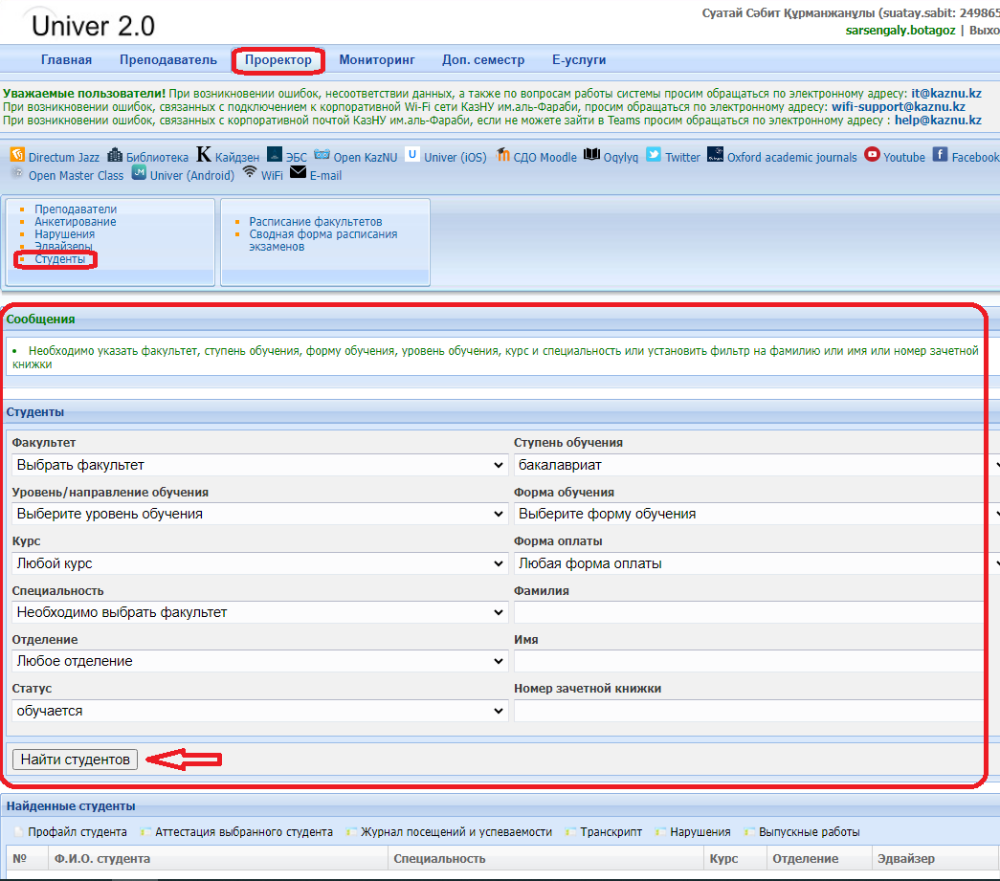 Univer 2.0
Суатай Сәбит Құрманжанұлы (suatay.sabit: 249865
sarsengaly.botagoz | Выхо
Главная Преподаватель Проректор Мониторинг Доп. семестр Е-услуги
Уважаемые пользователи! При возникновении ошибок, несоответствии данных, а также по вопросам работы системы просим обращаться по электронному адресу: it@kaznu.kz
При возникновении ошибок, связанных с подключением к корпоративной Wi-Fi сети КазНУ им.аль-Фараби, просим обращаться по электронному адресу: wifi-support@kaznu.kz
При возникновении ошибок, связанных с корпоративной почтой КазНУ им.аль-Фараби, если не можете зайти в Teams просим обращаться по электронному адресу : help@kaznu.kz
Directum Jazz Библиотека Кайдзен ЭБС Open KazNU Univer (iOS) СДО Moodle Oqylyq Twitter Oxford academic journals Youtube Facebook
Open Master Class Univer (Android) WiFi E-mail
Преподаватели
Анкетирование
Нарушения
Эдвайзеры
Студенты
Расписание факультетов
Сводная форма расписания
экзаменов
Сообщения
• Необходимо указать факультет, ступень обучения, форму обучения, уровень обучения, курс и специальность или установить фильтр на фамилию или имя или номер зачетной
книжки
Студенты
Факультет Ступень обучения
Выбрать факультет бакалавриат
Уровень/направление обучения Форма обучения
Выберите уровень обучения Выберите форму обучения
Курс Форма оплаты
Любой курс Любая форма оплаты
Специальность Фамилия
Необходимо выбрать факультет
Отделение Имя
Любое отделение
Статус Номер зачетной книжки
обучается
Найти студентов
Найденные студенты
Профайл студента Аттестация выбранного студента Журнал посещений и успеваемости Транскрипт Нарушения Выпускные работы
№ Ф.И.О. студента Специальность Курс Отделение Эдвайзер